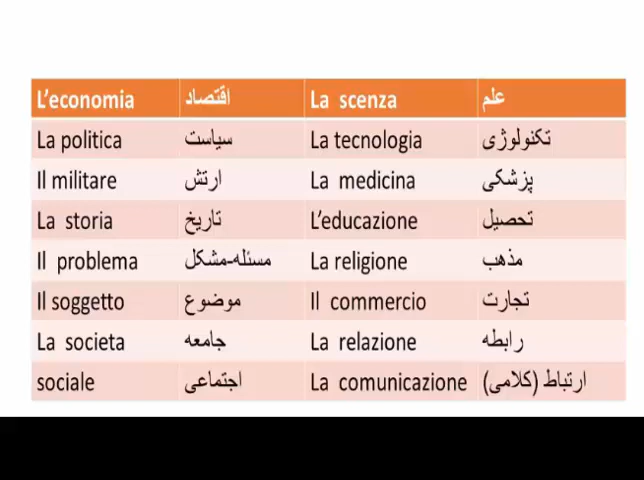 L'economia اقتصاد La scenza علم
La politica سیاست La tecnologia تکنولوژی
Il militare ارتش La medicina پزشکی
La storia تاریخ L'educazione تحصیل
Il problema مسئله-مشکل La religione مذهب
Il soggetto موضوع Il commercio تجارت
La societa جامعه La relazione رابطه
sociale اجتماعی La comunicazione ارتباط (کلامی)